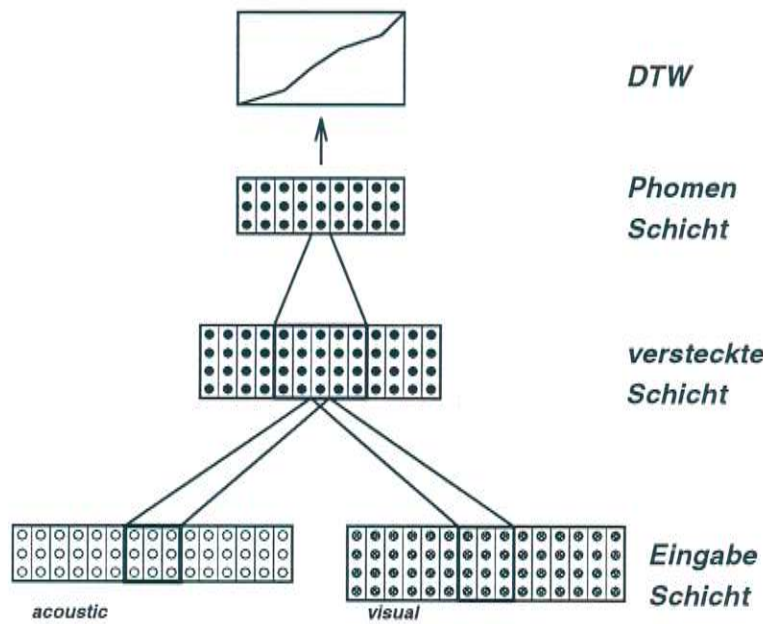 DTW
Phomen
Schicht
versteckte
Schicht
Eingabe
Schicht
acoustic
visual